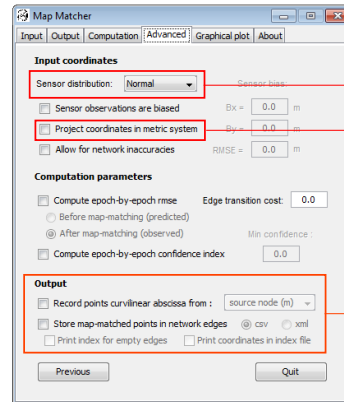 Map Matcher
Input Output Computation Advanced Graphical plot About
Input coordinates
Sensor distribution: Normal Sensor bias:
Sensor observations are biased Bx = 0.0 m
Project coordinates in metric system By = 0.0 m
Allow for network inaccuracies RMSE = 0.0 m
Computation parameters
Compute epoch-by-epoch rmse Edge transition cost: 0.0
Before map-matching (predicted)
After map-matching (observed) Min confidence :
Compute epoch-by-epoch confidence index 0.0
Output
Record points curvilinear abscissa from : source node (m)
Store map-matched points in network edges csv xml
Print index for empty edges Print coordinates in index file
Previous Quit